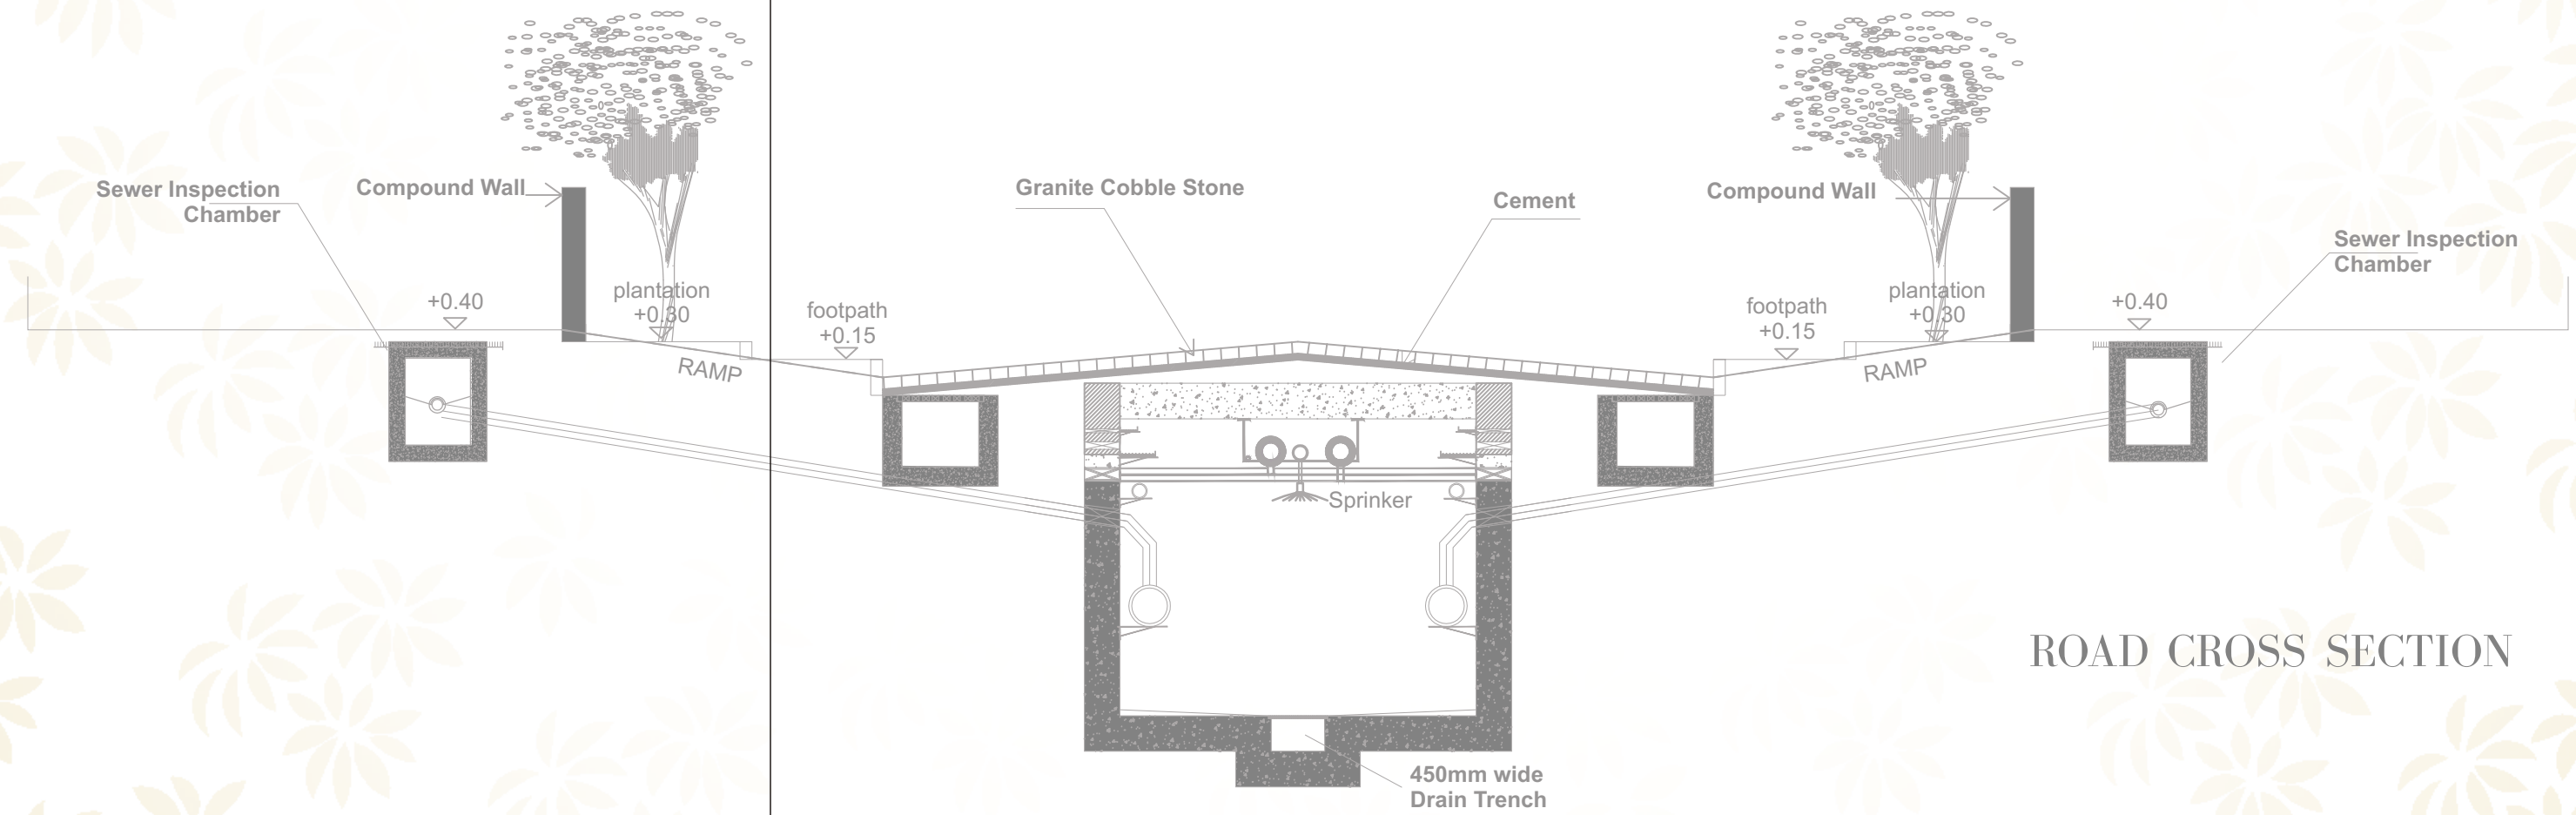 Sewer Inspection
Chamber
Compound Wall
+0.40
plantation
+0.30
RAMP
footpath
+0.15
Granite Cobble Stone
Cement
Sprinker
450mm wide
Drain Trench
footpath
+0.15
Compound Wall
plantation
+0.30
RAMP
+0.40
Sewer Inspection
Chamber
ROAD CROSS SECTION